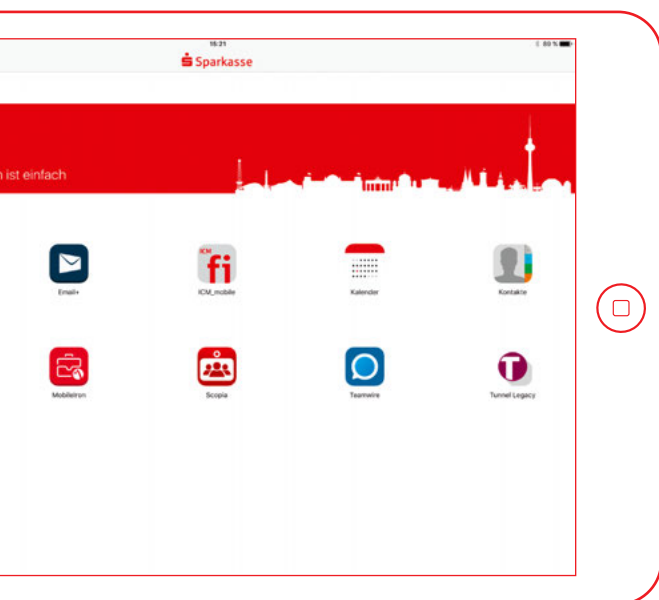 15:21
80 %
Sparkasse
n ist einfach
ICM
fi
Email+
ICM_mobile
Kalender
Kontakte
T
MobileIron
Scopia
Teamwire
Tunnel Legacy